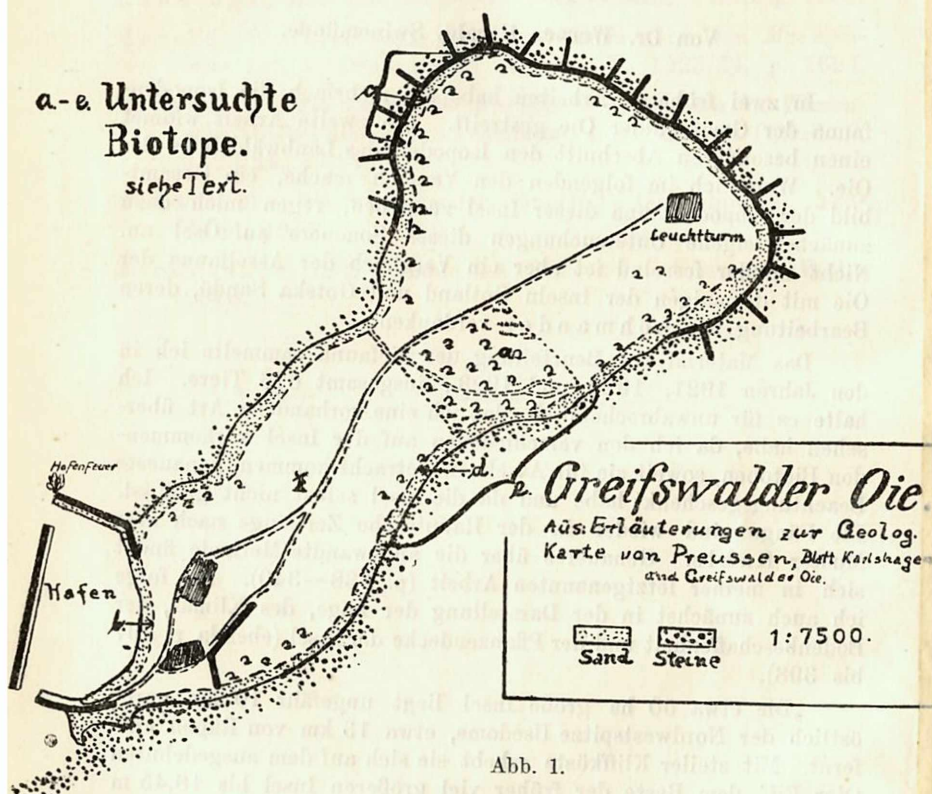 a-e. Untersuchte
Biotope.
siehe Text.
a
Leuchtturm
d
Hafenfeuer
Hafen
b
c
Greifswalder Oie.
Aus: Erläuterungen zur Geolog.
Karte von Preussen, Blatt Karlshagen
und Greifswalder Oie.
Sand Steine 1:7500.
Abb. 1.